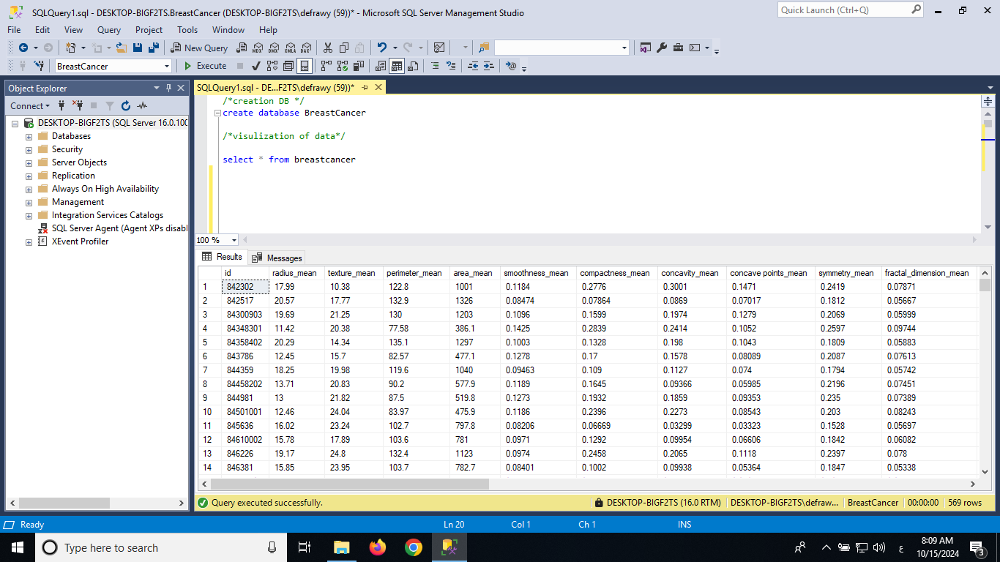 SQLQuery1.sql - DESKTOP-BIGF2TS.BreastCancer (DESKTOP-BIGF2TS\defrawy (59))* - Microsoft SQL Server Management Studio
Quick Launch (Ctrl+Q)
File Edit View Query Project Tools Window Help
New Query MDX DMX XMLA DAX
BreastCancer Execute
Object Explorer
Connect
DESKTOP-BIGF2TS (SQL Server 16.0.100
Databases
Security
Server Objects
Replication
Always On High Availability
Management
Integration Services Catalogs
SQL Server Agent (Agent XPs disabl
XEvent Profiler
SQLQuery1.sql - DE...F2TS\defrawy (59))*
/*creation DB */
create database BreastCancer
/*visulization of data*/
select * from breastcancer
100 %
Results Messages
id radius_mean texture_mean perimeter_mean area_mean smoothness_mean compactness_mean concavity_mean concave points_mean symmetry_mean fractal_dimension_mean
1 842302 17.99 10.38 122.8 1001 0.1184 0.2776 0.3001 0.1471 0.2419 0.07871
2 842517 20.57 17.77 132.9 1326 0.08474 0.07864 0.0869 0.07017 0.1812 0.05667
3 84300903 19.69 21.25 130 1203 0.1096 0.1599 0.1974 0.1279 0.2069 0.05999
4 84348301 11.42 20.38 77.58 386.1 0.1425 0.2839 0.2414 0.1052 0.2597 0.09744
5 84358402 20.29 14.34 135.1 1297 0.1003 0.1328 0.198 0.1043 0.1809 0.05883
6 843786 12.45 15.7 82.57 477.1 0.1278 0.17 0.1578 0.08089 0.2087 0.07613
7 844359 18.25 19.98 119.6 1040 0.09463 0.109 0.1127 0.074 0.1794 0.05742
8 84458202 13.71 20.83 90.2 577.9 0.1189 0.1645 0.09366 0.05985 0.2196 0.07451
9 844981 13 21.82 87.5 519.8 0.1273 0.1932 0.1859 0.09353 0.235 0.07389
10 84501001 12.46 24.04 83.97 475.9 0.1186 0.2396 0.2273 0.08543 0.203 0.08243
11 845636 16.02 23.24 102.7 797.8 0.08206 0.06669 0.03299 0.03323 0.1528 0.05697
12 84610002 15.78 17.89 103.6 781 0.0971 0.1292 0.09954 0.06606 0.1842 0.06082
13 846226 19.17 24.8 132.4 1123 0.0974 0.2458 0.2065 0.1118 0.2397 0.078
14 846381 15.85 23.95 103.7 782.7 0.08401 0.1002 0.09938 0.05364 0.1847 0.05338
Query executed successfully. DESKTOP-BIGF2TS (16.0 RTM) DESKTOP-BIGF2TS\defraw... BreastCancer 00:00:00 569 rows
Ready Ln 20 Col 1 Ch 1 INS
Type here to search
ع
8:09 AM
10/15/2024
3